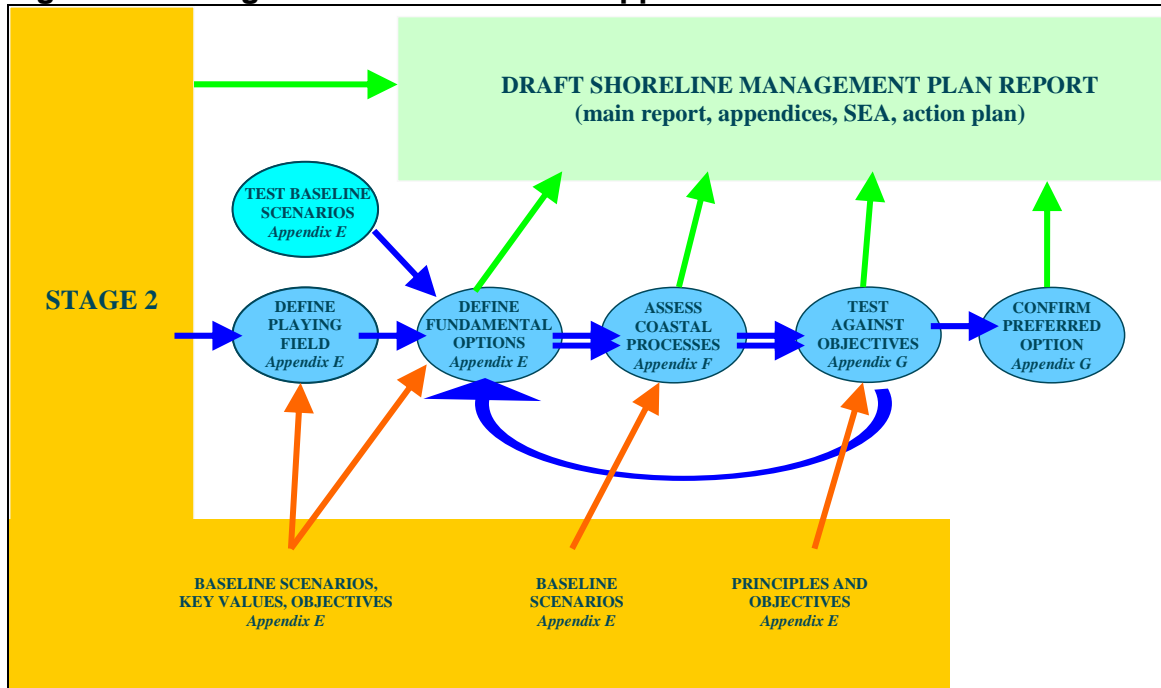 DRAFT SHORELINE MANAGEMENT PLAN REPORT
(main report, appendices, SEA, action plan)
TEST BASELINE
SCENARIOS
Appendix E
STAGE 2
DEFINE
PLAYING
FIELD
Appendix E
DEFINE
FUNDAMENTAL
OPTIONS
Appendix E
ASSESS
COASTAL
PROCESSES
Appendix F
TEST
AGAINST
OBJECTIVES
Appendix G
CONFIRM
PREFERRED
OPTION
Appendix G
BASELINE SCENARIOS,
KEY VALUES, OBJECTIVES
Appendix E
BASELINE
SCENARIOS
Appendix E
PRINCIPLES AND
OBJECTIVES
Appendix E